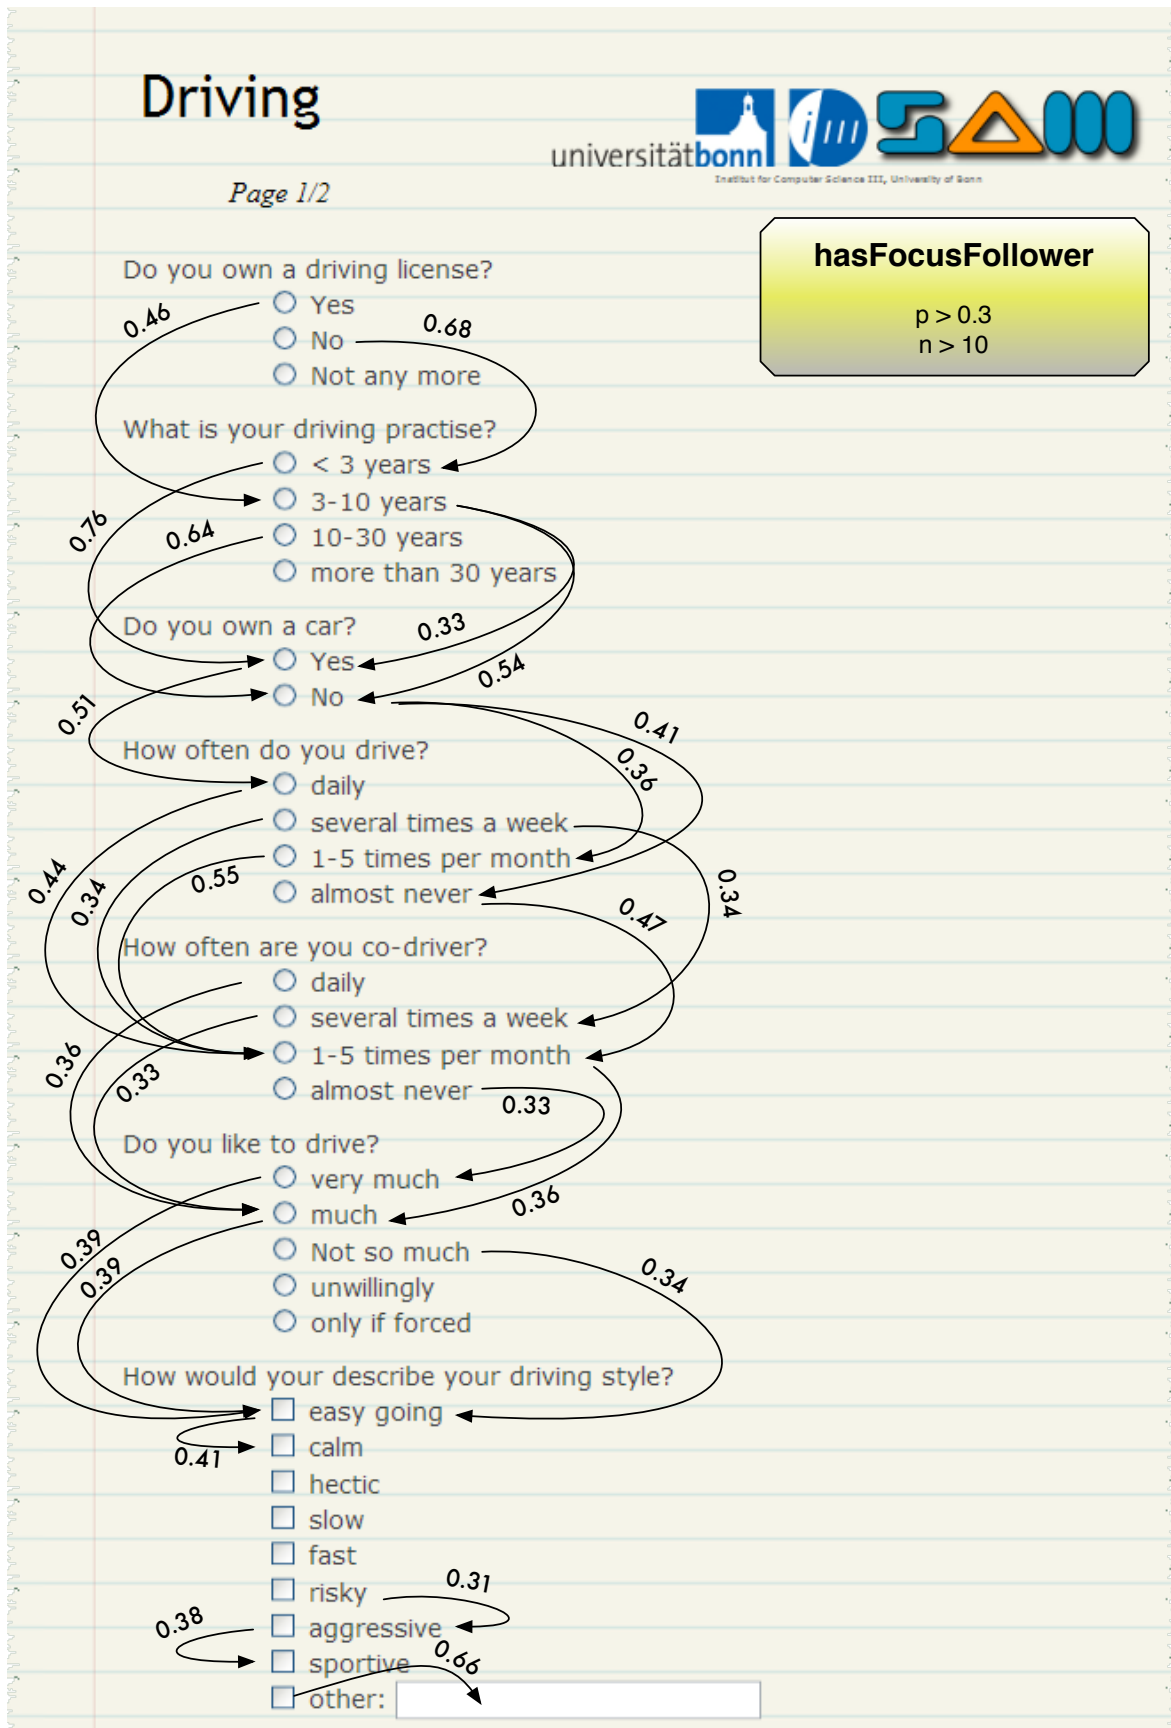 Driving
universitätbonn
Institut for Computer Science III, University of Bonn
Page 1/2
hasFocusFollower
p > 0.3
n > 10
Do you own a driving license?
Yes
0.46
0.68
No
Not any more
What is your driving practise?
< 3 years
3-10 years
0.76
0.64
10-30 years
more than 30 years
Do you own a car?
0.33
Yes
0.54
No
0.51
0.41
How often do you drive?
0.36
daily
several times a week
1-5 times per month
0.44
0.34
0.55
almost never
0.34
0.47
How often are you co-driver?
daily
several times a week
1-5 times per month
0.36
0.33
almost never
0.33
Do you like to drive?
very much
0.36
much
0.39
Not so much
0.39
0.34
unwillingly
only if forced
How would your describe your driving style?
easy going
calm
0.41
hectic
slow
fast
risky
0.31
0.38
aggressive
sportive
0.66
other: